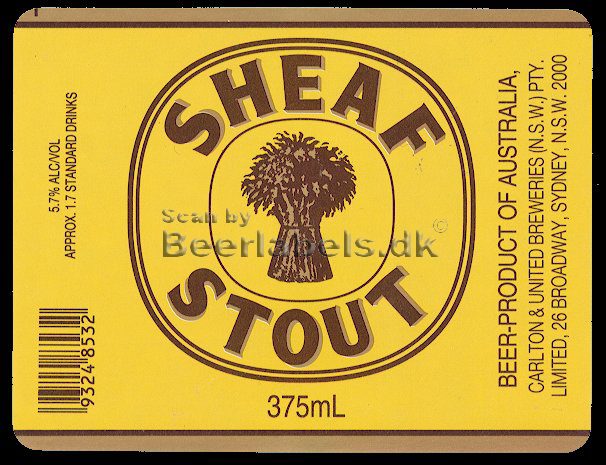 SHEAF
STOUT
375mL
5.7% ALC/VOL
APPROX. 1.7 STANDARD DRINKS
9324 8532
BEER-PRODUCT OF AUSTRALIA,
CARLTON & UNITED BREWERIES (N.S.W.) PTY.
LIMITED, 26 BROADWAY, SYDNEY, N.S.W. 2000
©
Scan by
Beerlabels.dk